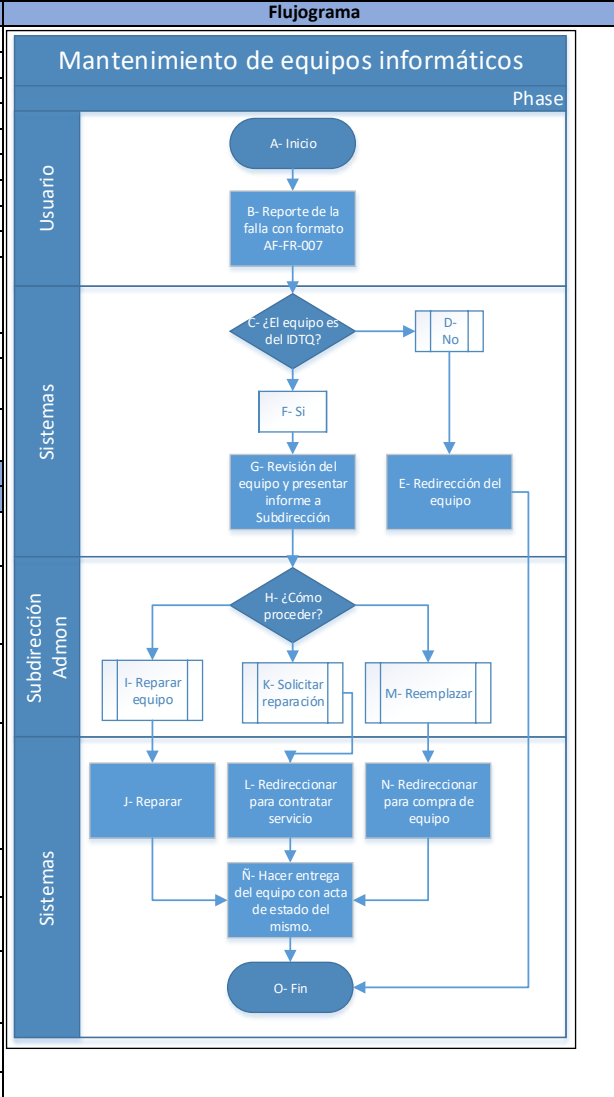 Flujograma
Mantenimiento de equipos informáticos
Phase
Usuario
A- Inicio
B- Reporte de la
falla con formato
AF-FR-007
Sistemas
C- ¿El equipo es
del IDTQ?
D-
No
F- Si
G- Revisión del
equipo y presentar
informe a
Subdirección
E- Redirección del
equipo
Subdirección
Admon
H- ¿Cómo
proceder?
I- Reparar
equipo
K- Solicitar
reparación
M- Reemplazar
Sistemas
J- Reparar
L- Redireccionar
para contratar
servicio
N- Redireccionar
para compra de
equipo
Ñ- Hacer entrega
del equipo con acta
de estado del
mismo.
O- Fin